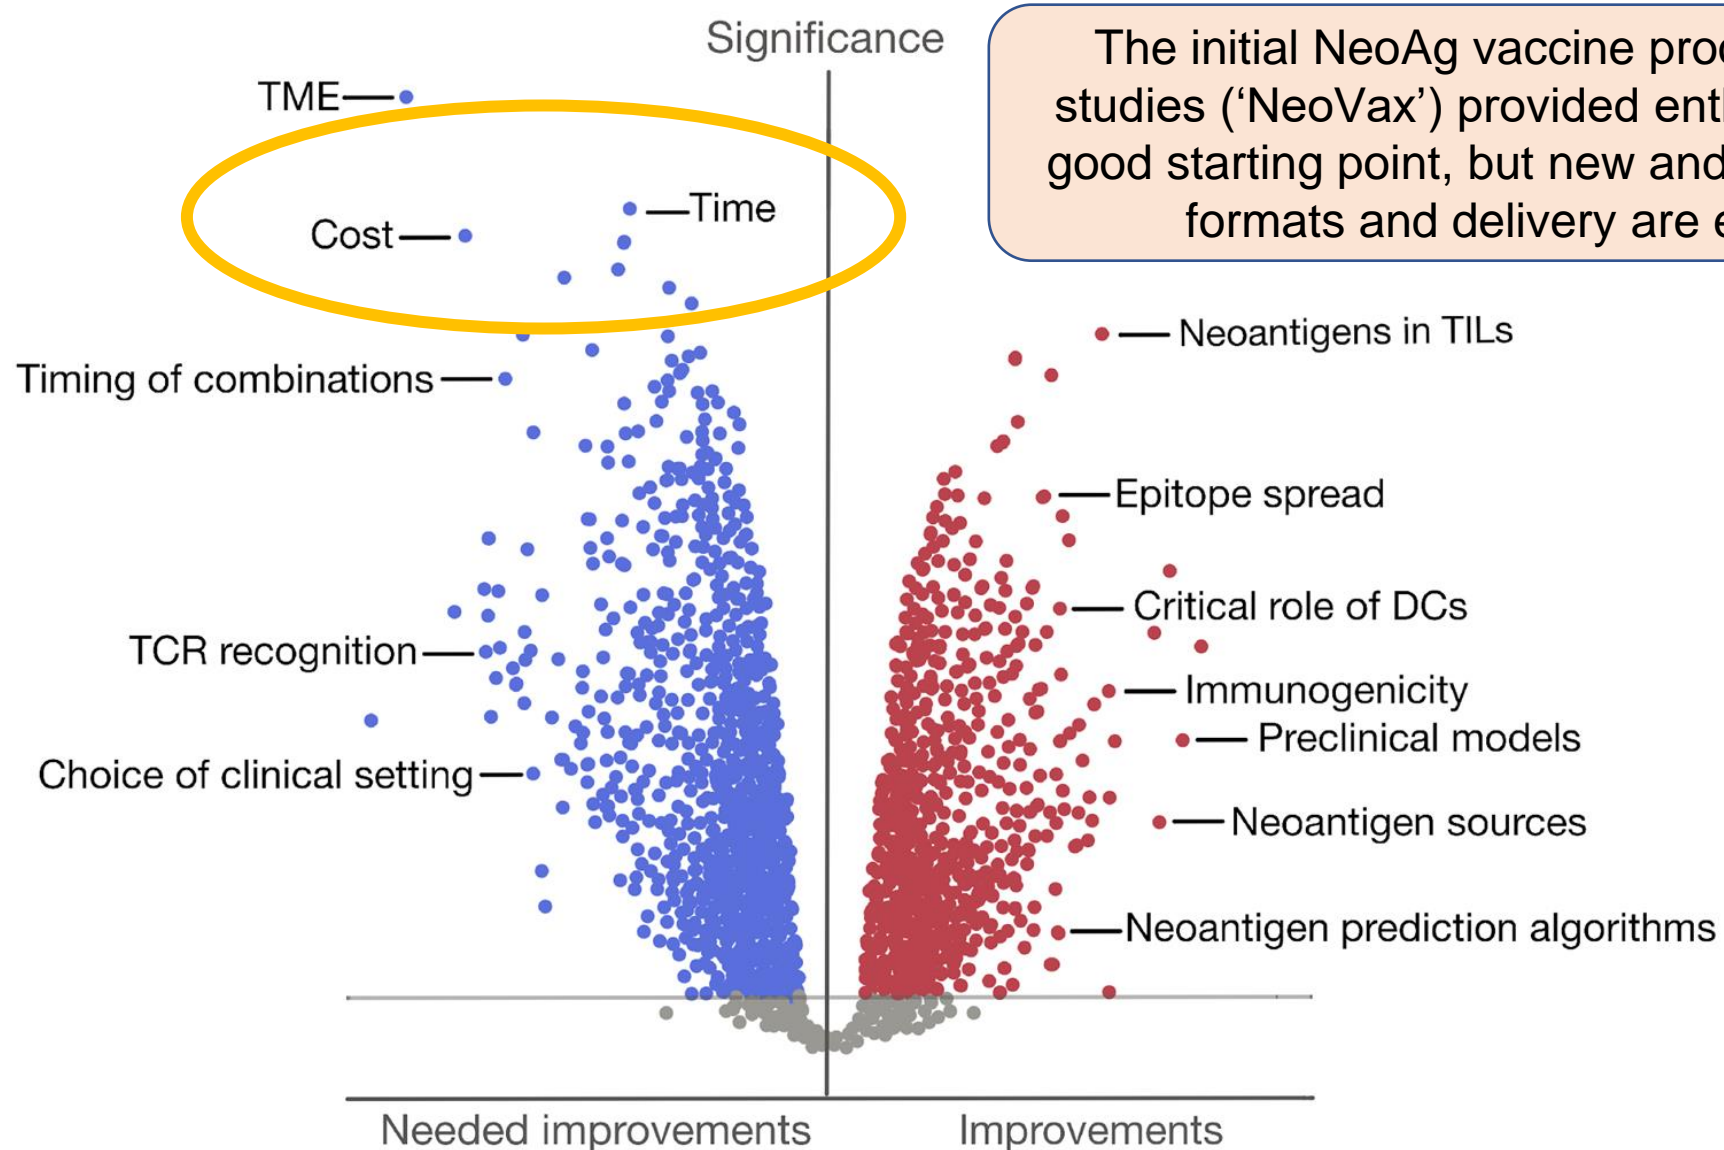 Significance
The initial NeoAg vaccine
studies (‘NeoVax’) provided
good starting point, but new and
formats and delivery are
TME
Time
Cost
Neoantigens in TILs
Timing of combinations
Epitope spread
Critical role of DCs
TCR recognition
Immunogenicity
Preclinical models
Choice of clinical setting
Neoantigen sources
Neoantigen prediction algorithms
Needed improvements
Improvements